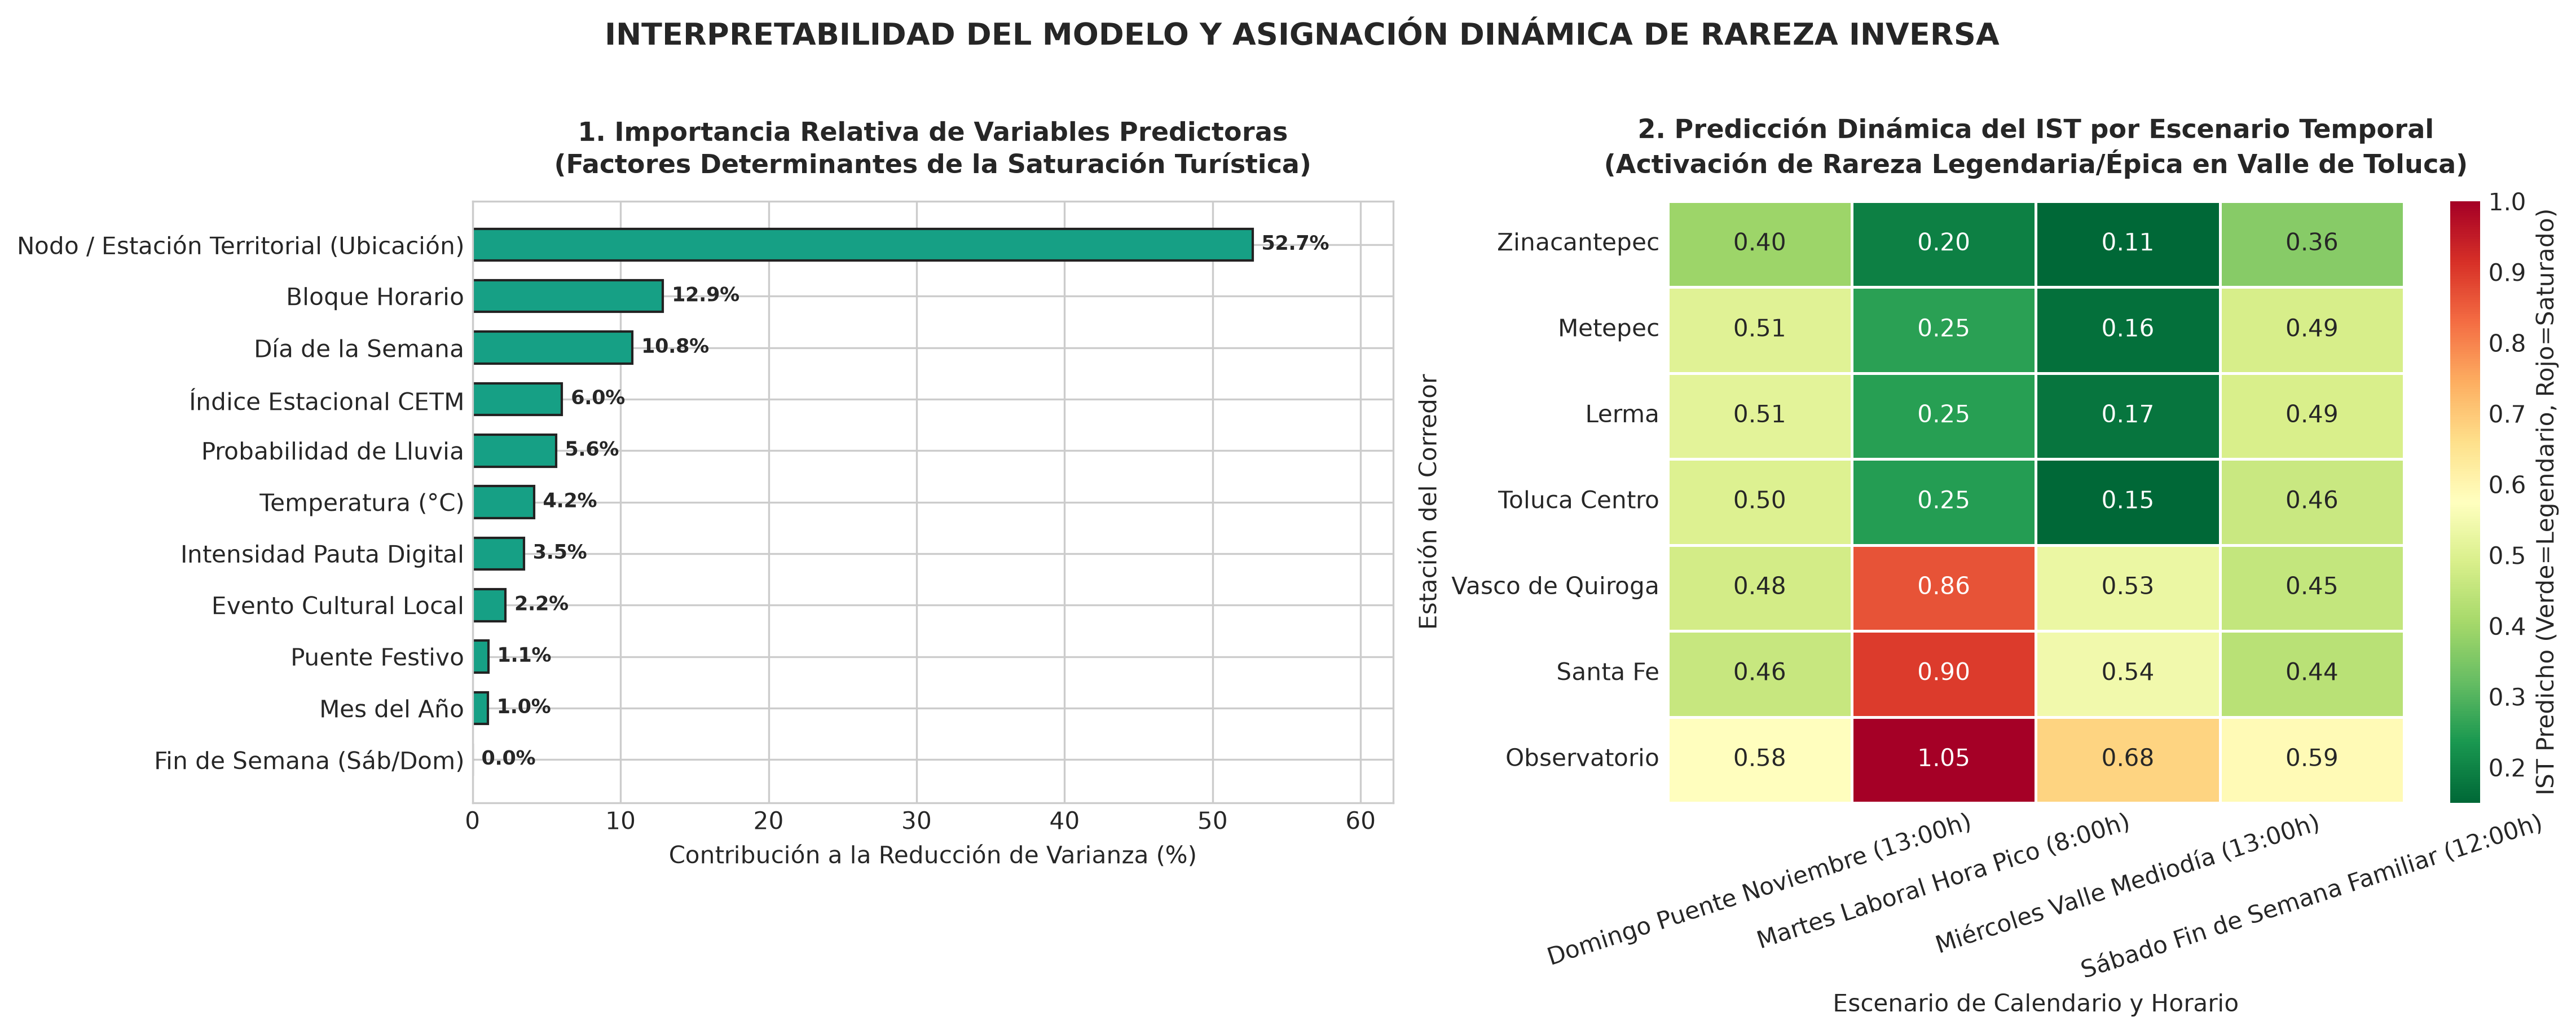 INTERPRETABILIDAD DEL MODELO Y ASIGNACIÓN DINÁMICA DE RAREZA INVERSA
1. Importancia Relativa de Variables Predictoras
(Factores Determinantes de la Saturación Turística)
Nodo / Estación Territorial (Ubicación) 52.7%
Bloque Horario 12.9%
Día de la Semana 10.8%
Índice Estacional CETM 6.0%
Probabilidad de Lluvia 5.6%
Temperatura (°C) 4.2%
Intensidad Pauta Digital 3.5%
Evento Cultural Local 2.2%
Puente Festivo 1.1%
Mes del Año 1.0%
Fin de Semana (Sáb/Dom) 0.0%
0 10 20 30 40 50 60
Contribución a la Reducción de Varianza (%)
2. Predicción Dinámica del IST por Escenario Temporal
(Activación de Rareza Legendaria/Épica en Valle de Toluca)
Estación del Corredor
Zinacantepec 0.40 0.20 0.11 0.36
Metepec 0.51 0.25 0.16 0.49
Lerma 0.51 0.25 0.17 0.49
Toluca Centro 0.50 0.25 0.15 0.46
Vasco de Quiroga 0.48 0.86 0.53 0.45
Santa Fe 0.46 0.90 0.54 0.44
Observatorio 0.58 1.05 0.68 0.59
Domingo Puente Noviembre (13:00h)
Martes Laboral Hora Pico (8:00h)
Miércoles Valle Mediodía (13:00h)
Sábado Fin de Semana Familiar (12:00h)
Escenario de Calendario y Horario
1.0
0.9
0.8
0.7
0.6
0.5
0.4
0.3
0.2
IST Predicho (Verde=Legendario, Rojo=Saturado)